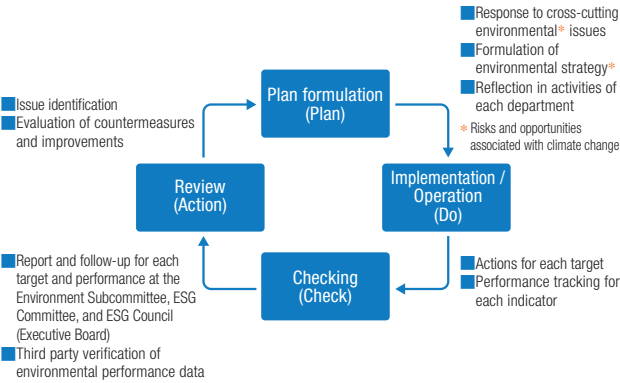 Plan formulation
(Plan)
■Response to cross-cutting
environmental* issues
■Formulation of
environmental strategy*
■Reflection in activities of
each department
* Risks and opportunities
associated with climate change
Implementation /
Operation
(Do)
■Actions for each target
■Performance tracking for
each indicator
Checking
(Check)
■Report and follow-up for each
target and performance at the
Environment Subcommittee, ESG
Committee, and ESG Council
(Executive Board)
■Third party verification of
environmental performance data
Review
(Action)
■Issue identification
■Evaluation of countermeasures
and improvements